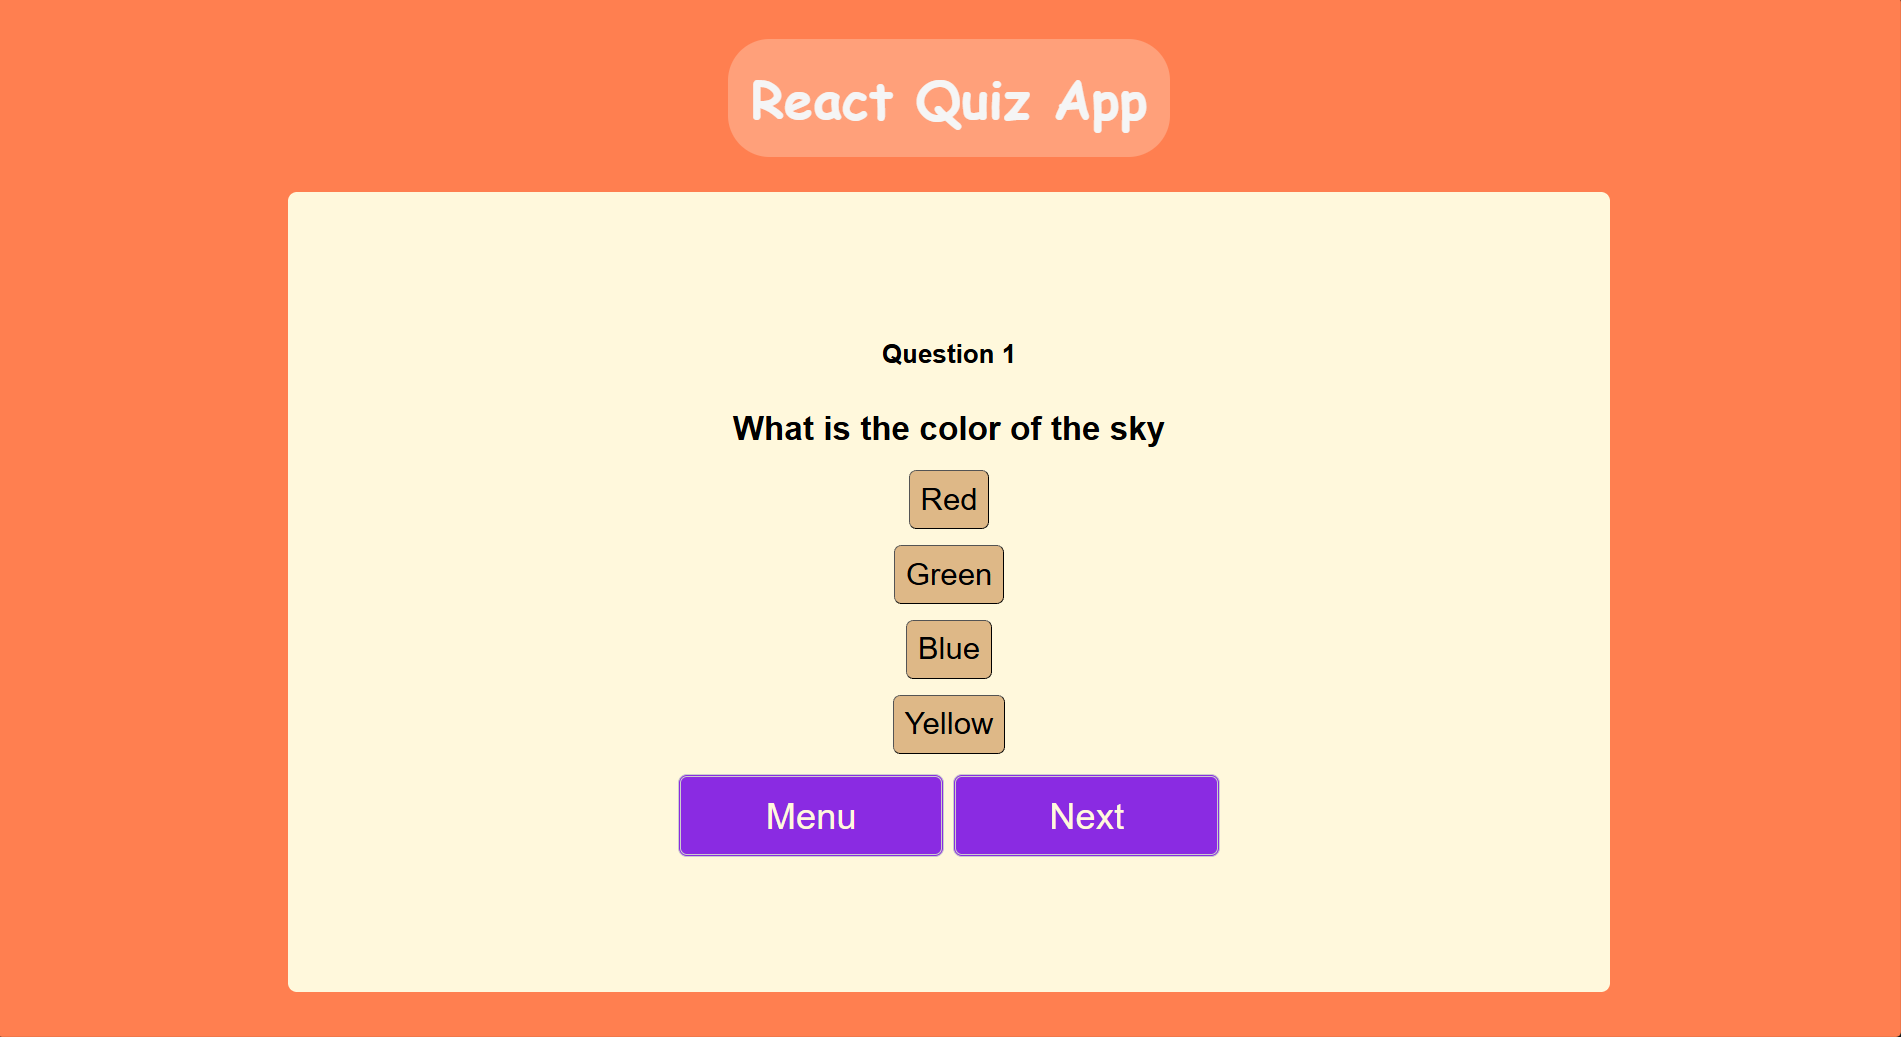 React Quiz App
Question 1
What is the color of the sky
Red
Green
Blue
Yellow
Menu Next